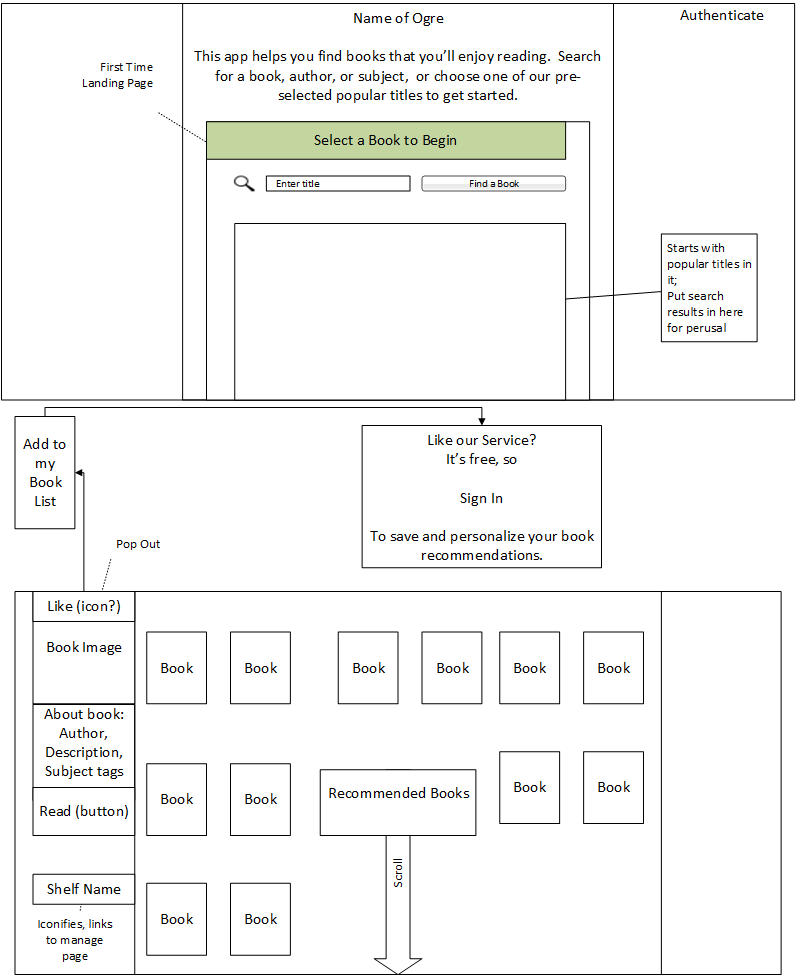 Name of Ogre
Authenticate
This app helps you find books that you'll enjoy reading.  Search
for a book, author, or subject,  or choose one of our pre-
selected popular titles to get started.
First Time
Landing Page
Select a Book to Begin
Enter title
Find a Book
Starts with
popular titles in
it;
Put search
results in here
for perusal
Add to
my
Book
List
Like our Service?
It's free, so
Sign In
To save and personalize your book
recommendations.
Pop Out
Like (icon?)
Book Image
Book
Book
Book
Book
Book
Book
About book:
Author,
Description,
Subject tags
Read (button)
Book
Book
Recommended Books
Book
Book
Scroll
Shelf Name
Iconifies, links
to manage
page
Book
Book